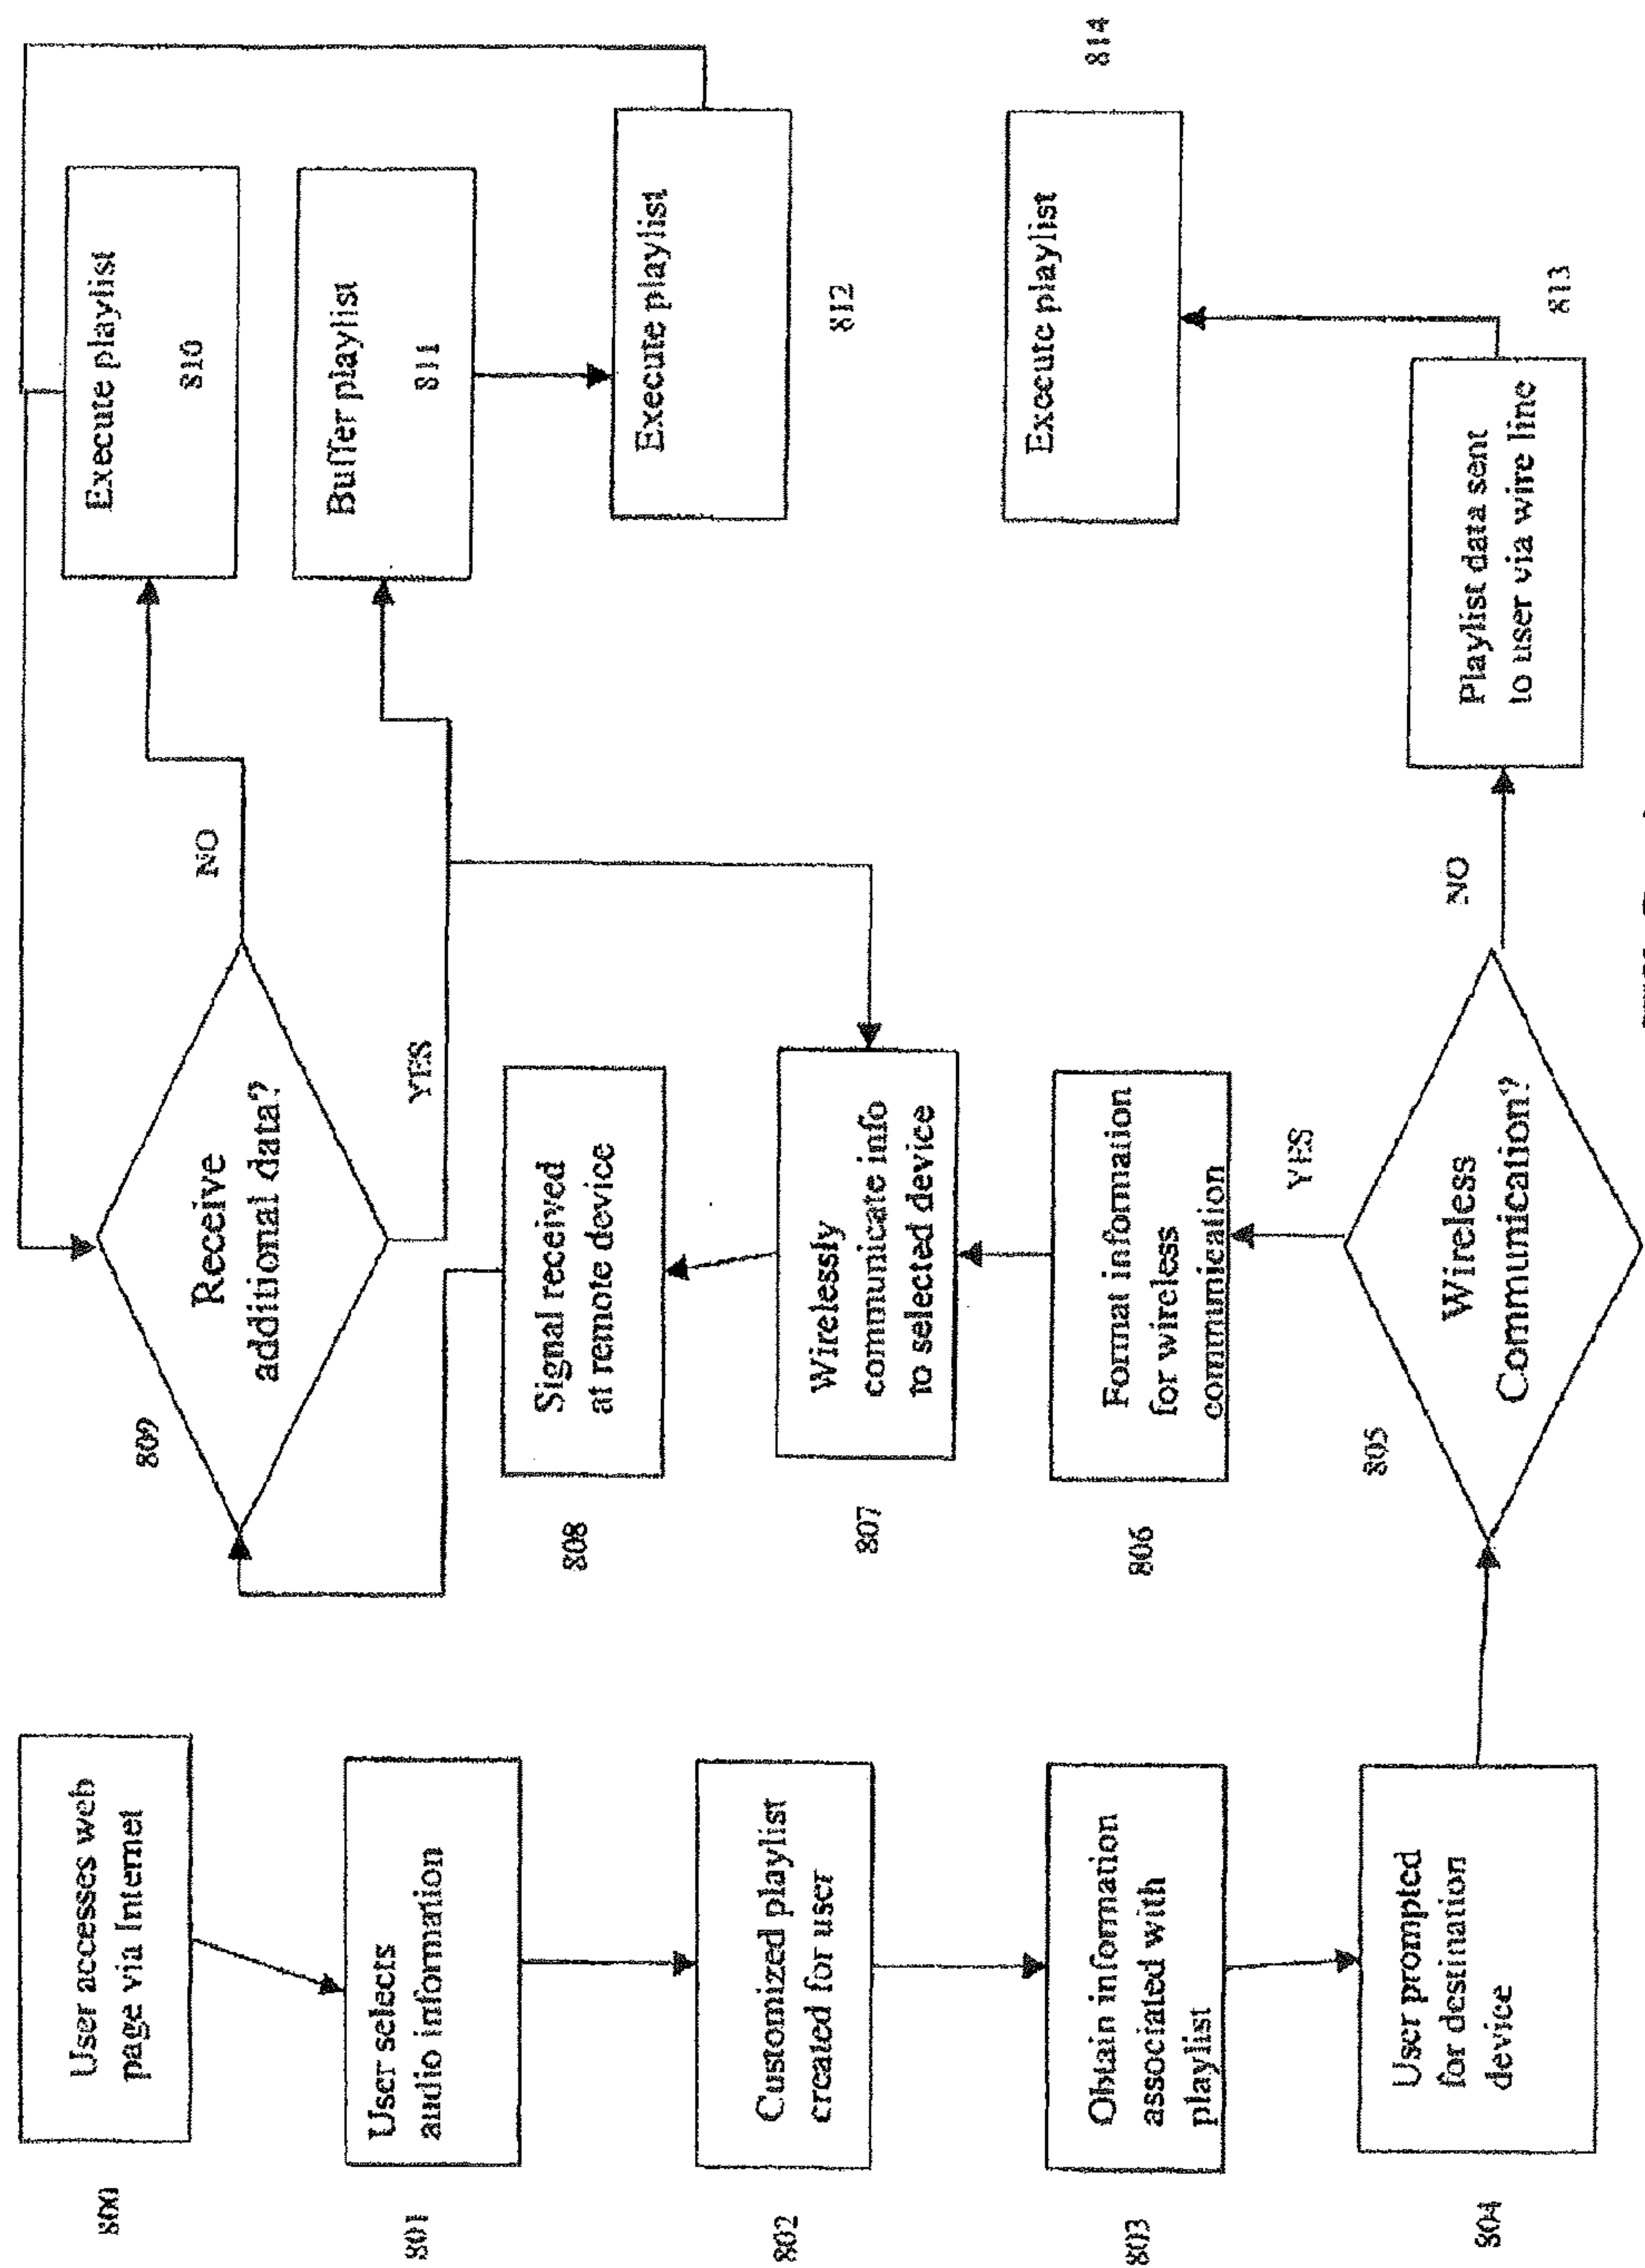 800
User accesses web
page via Internet
801
User selects
audio information
802
Customized playlist
created for user
803
Obtain information
associated with
playlist
804
User prompted
for destination
device
805
Wireless
Communication?
YES
NO
806
Format information
for wireless
communication
807
Wirelessly
communicate info
to selected device
808
Signal received
at remote device
809
Receive
additional data?
NO
YES
Execute playlist
810
Buffer playlist
811
Execute playlist
812
Playlist data sent
to user via wire line
813
Execute playlist
814